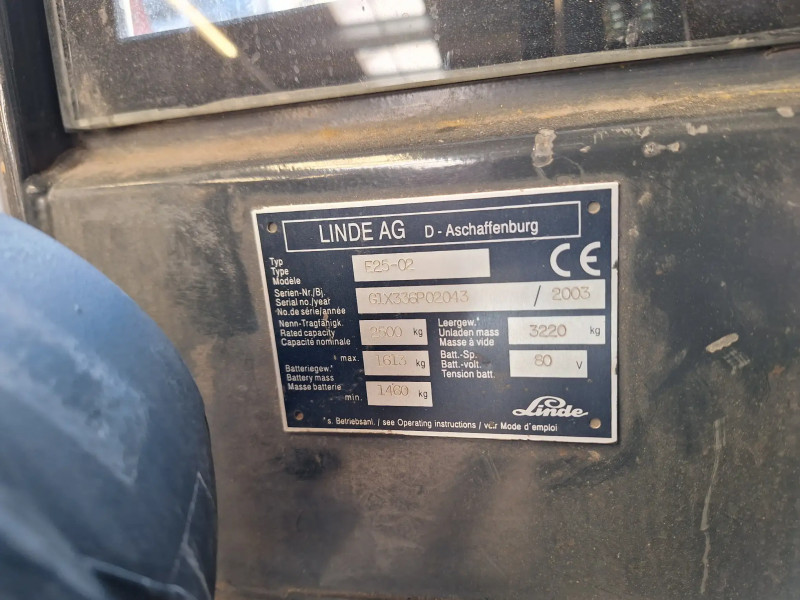 LINDE AG D - Aschaffenburg
CE
Typ
Type
Modèle
E25-02
Serien-Nr./Bj.
Serial no./year
No.de série/année
G1X336P02043 / 2003
Nenn-Tragfähigk.
Rated capacity
Capacité nominale
2500 kg
Leergew.*
Unladen mass
Masse à vide
3220 kg
Batteriegew.*
Battery mass
Masse batterie
+ max.
1613 kg
min.
1460 kg
Batt.-Sp.
Batt.-volt.
Tension batt.
80 V
Linde
*s. Betriebsanl. / see Operating instructions / voir Mode d'emploi